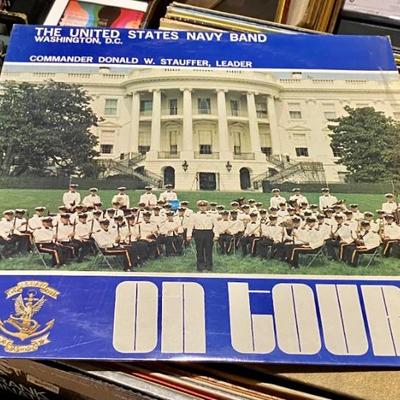 THE UNITED STATES NAVY BAND
WASHINGTON, D.C.
COMMANDER DONALD W. STAUFFER, LEADER
ON TOUR